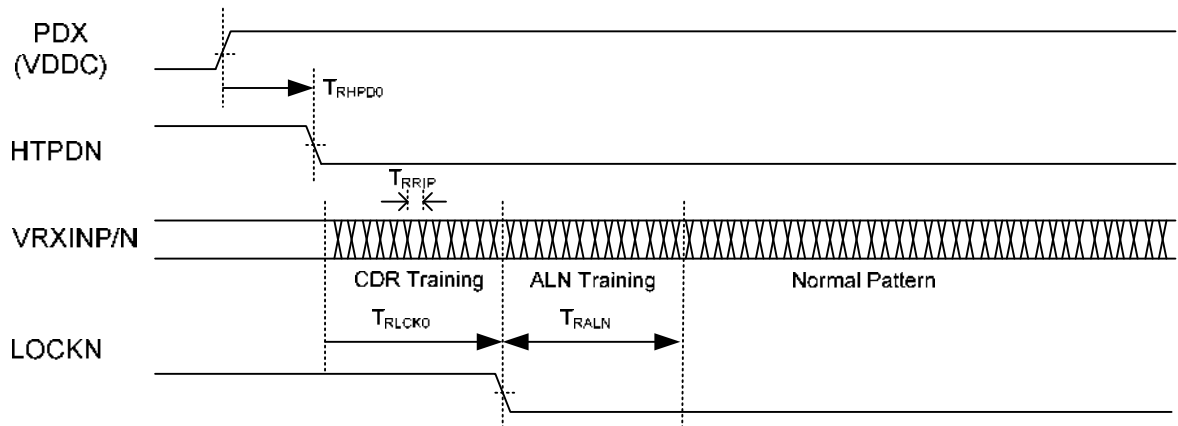 PDX
(VDDC)
TRHPD0
HTPDN
TRRIP
VRXINP/N
CDR Training
ALN Training
Normal Pattern
TRLCK0
TRALN
LOCKN